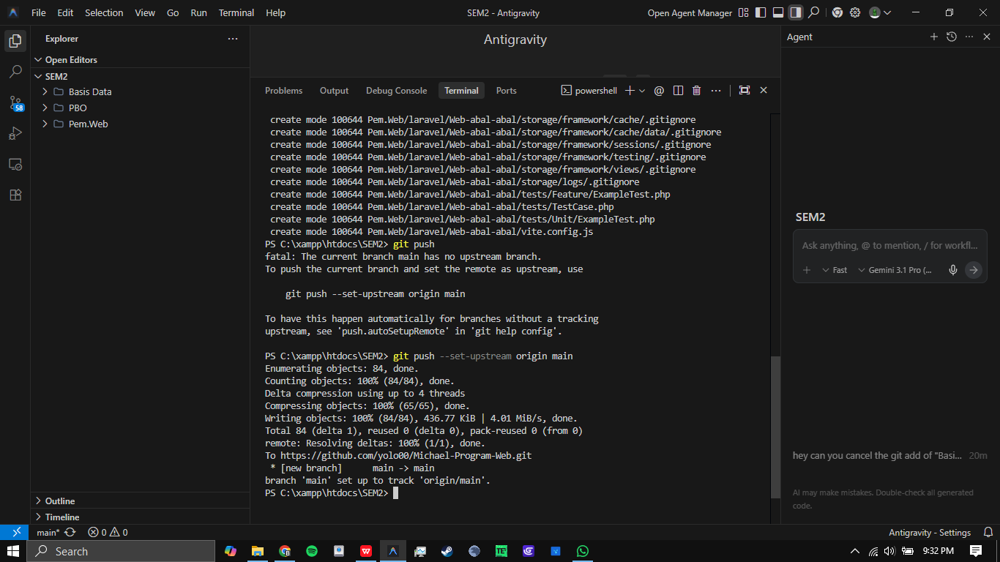 File Edit Selection View Go Run Terminal Help
SEM2 - Antigravity
Open Agent Manager
Explorer
Open Editors
SEM2
Basis Data
PBO
Pem.Web
58
Outline
Timeline
Antigravity
Problems Output Debug Console Terminal Ports
powershell
create mode 100644 Pem.Web/laravel/Web-abal-abal/storage/framework/cache/.gitignore
create mode 100644 Pem.Web/laravel/Web-abal-abal/storage/framework/cache/data/.gitignore
create mode 100644 Pem.Web/laravel/Web-abal-abal/storage/framework/sessions/.gitignore
create mode 100644 Pem.Web/laravel/Web-abal-abal/storage/framework/testing/.gitignore
create mode 100644 Pem.Web/laravel/Web-abal-abal/storage/framework/views/.gitignore
create mode 100644 Pem.Web/laravel/Web-abal-abal/storage/logs/.gitignore
create mode 100644 Pem.Web/laravel/Web-abal-abal/tests/Feature/ExampleTest.php
create mode 100644 Pem.Web/laravel/Web-abal-abal/tests/TestCase.php
create mode 100644 Pem.Web/laravel/Web-abal-abal/tests/Unit/ExampleTest.php
create mode 100644 Pem.Web/laravel/Web-abal-abal/vite.config.js
PS C:\xampp\htdocs\SEM2> git push
fatal: The current branch main has no upstream branch.
To push the current branch and set the remote as upstream, use
git push --set-upstream origin main
To have this happen automatically for branches without a tracking
upstream, see 'push.autoSetupRemote' in 'git help config'.
PS C:\xampp\htdocs\SEM2> git push --set-upstream origin main
Enumerating objects: 84, done.
Counting objects: 100% (84/84), done.
Delta compression using up to 4 threads
Compressing objects: 100% (65/65), done.
Writing objects: 100% (84/84), 436.77 KiB | 4.01 MiB/s, done.
Total 84 (delta 1), reused 0 (delta 0), pack-reused 0 (from 0)
remote: Resolving deltas: 100% (1/1), done.
To https://github.com/yolo00/Michael-Program-Web.git
* [new branch] main -> main
branch 'main' set up to track 'origin/main'.
PS C:\xampp\htdocs\SEM2>
Agent
SEM2
Ask anything, @ to mention, / for workfl...
Fast Gemini 3.1 Pro (...
hey can you cancel the git add of "Basi... 20m
AI may make mistakes. Double-check all generated
code.
main* 0 0
Antigravity - Settings
Search
9:32 PM